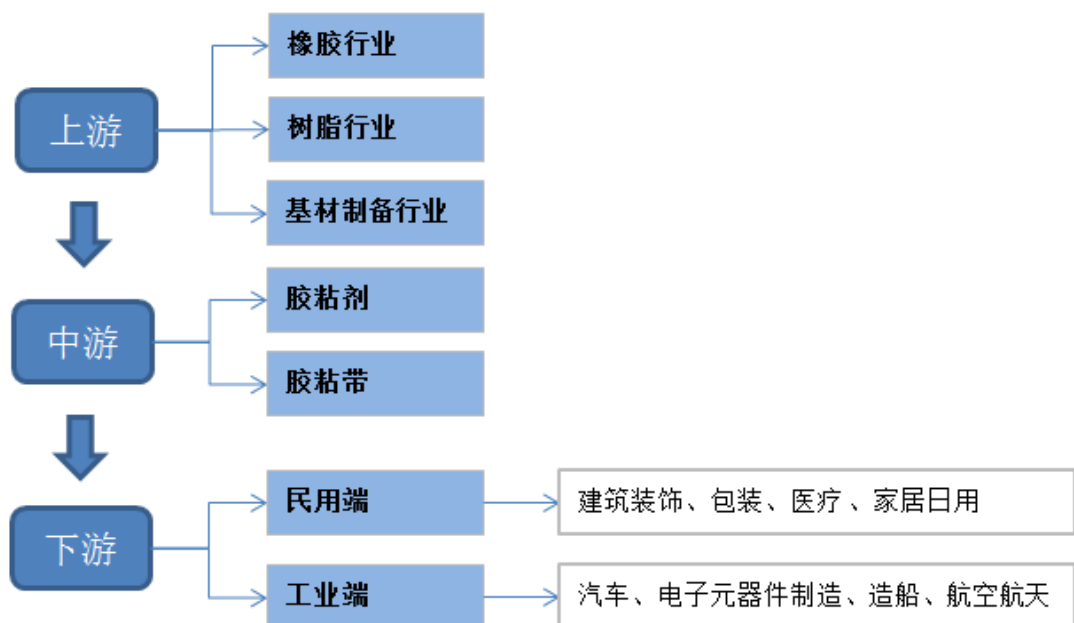 上游
橡胶行业
树脂行业
基材制备行业
中游
胶粘剂
胶粘带
下游
民用端
建筑装饰、包装、医疗、家居日用
工业端
汽车、电子元器件制造、造船、航空航天